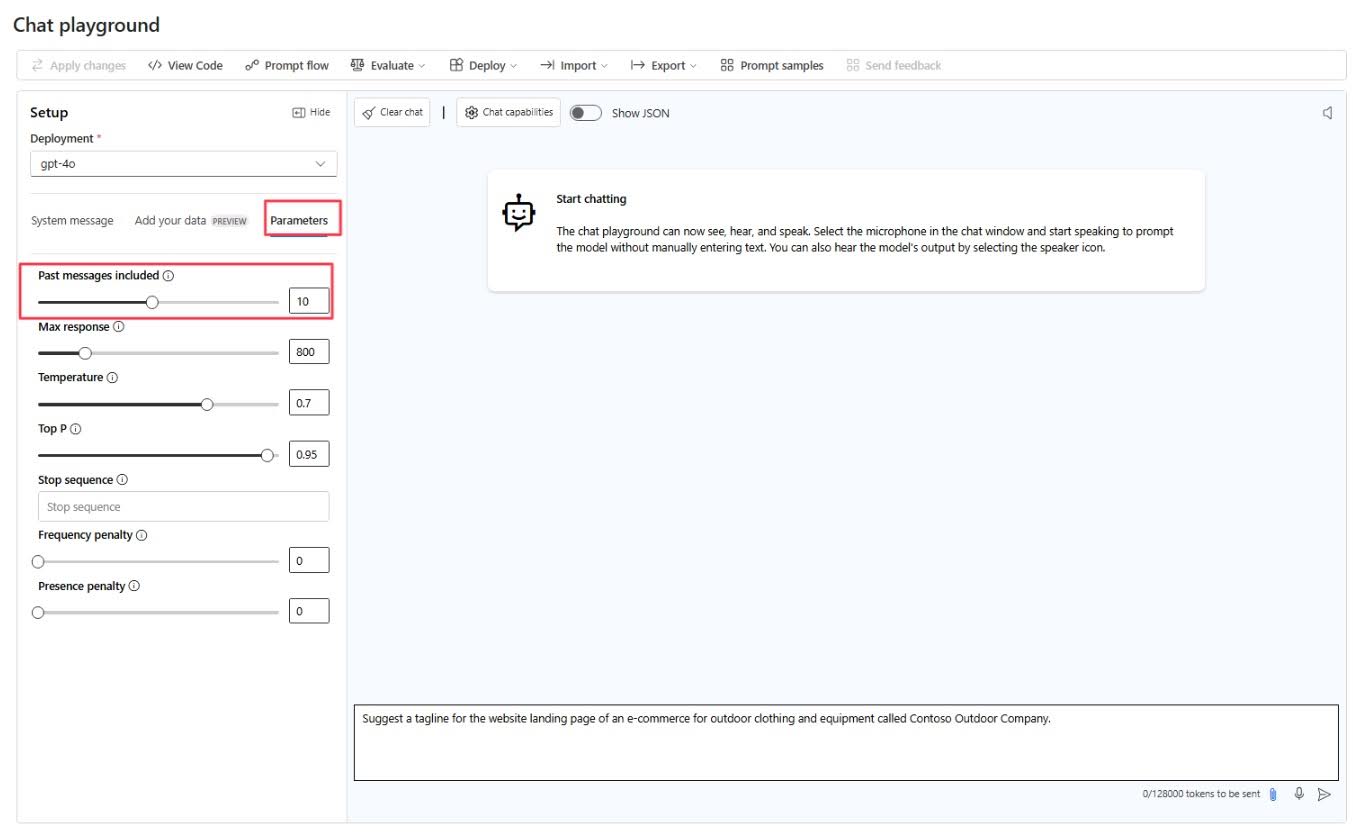 Chat playground
Apply changes
View Code
Prompt flow
Evaluate
Deploy
Import
Export
Prompt samples
Send feedback
Setup
Hide
Deployment *
gpt-4o
System message
Add your data PREVIEW
Parameters
Past messages included
10
Max response
800
Temperature
0.7
Top P
0.95
Stop sequence
Stop sequence
Frequency penalty
0
Presence penalty
0
Clear chat
Chat capabilities
Show JSON
Start chatting
The chat playground can now see, hear, and speak. Select the microphone in the chat window and start speaking to prompt
the model without manually entering text. You can also hear the model's output by selecting the speaker icon.
Suggest a tagline for the website landing page of an e-commerce for outdoor clothing and equipment called Contoso Outdoor Company.
0/128000 tokens to be sent